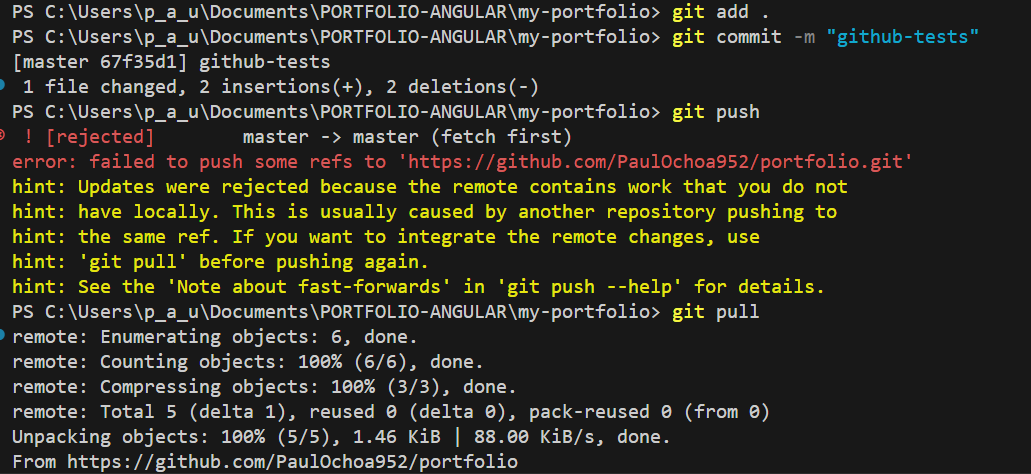 PS C:\Users\p_a_u\Documents\PORTFOLIO-ANGULAR\my-portfolio> git add .
PS C:\Users\p_a_u\Documents\PORTFOLIO-ANGULAR\my-portfolio> git commit -m "github-tests"
[master 67f35d1] github-tests
 1 file changed, 2 insertions(+), 2 deletions(-)
PS C:\Users\p_a_u\Documents\PORTFOLIO-ANGULAR\my-portfolio> git push
 ! [rejected]        master -> master (fetch first)
error: failed to push some refs to 'https://github.com/PaulOchoa952/portfolio.git'
hint: Updates were rejected because the remote contains work that you do not
hint: have locally. This is usually caused by another repository pushing to
hint: the same ref. If you want to integrate the remote changes, use
hint: 'git pull' before pushing again.
hint: See the 'Note about fast-forwards' in 'git push --help' for details.
PS C:\Users\p_a_u\Documents\PORTFOLIO-ANGULAR\my-portfolio> git pull
remote: Enumerating objects: 6, done.
remote: Counting objects: 100% (6/6), done.
remote: Compressing objects: 100% (3/3), done.
remote: Total 5 (delta 1), reused 0 (delta 0), pack-reused 0 (from 0)
Unpacking objects: 100% (5/5), 1.46 KiB | 88.00 KiB/s, done.
From https://github.com/PaulOchoa952/portfolio